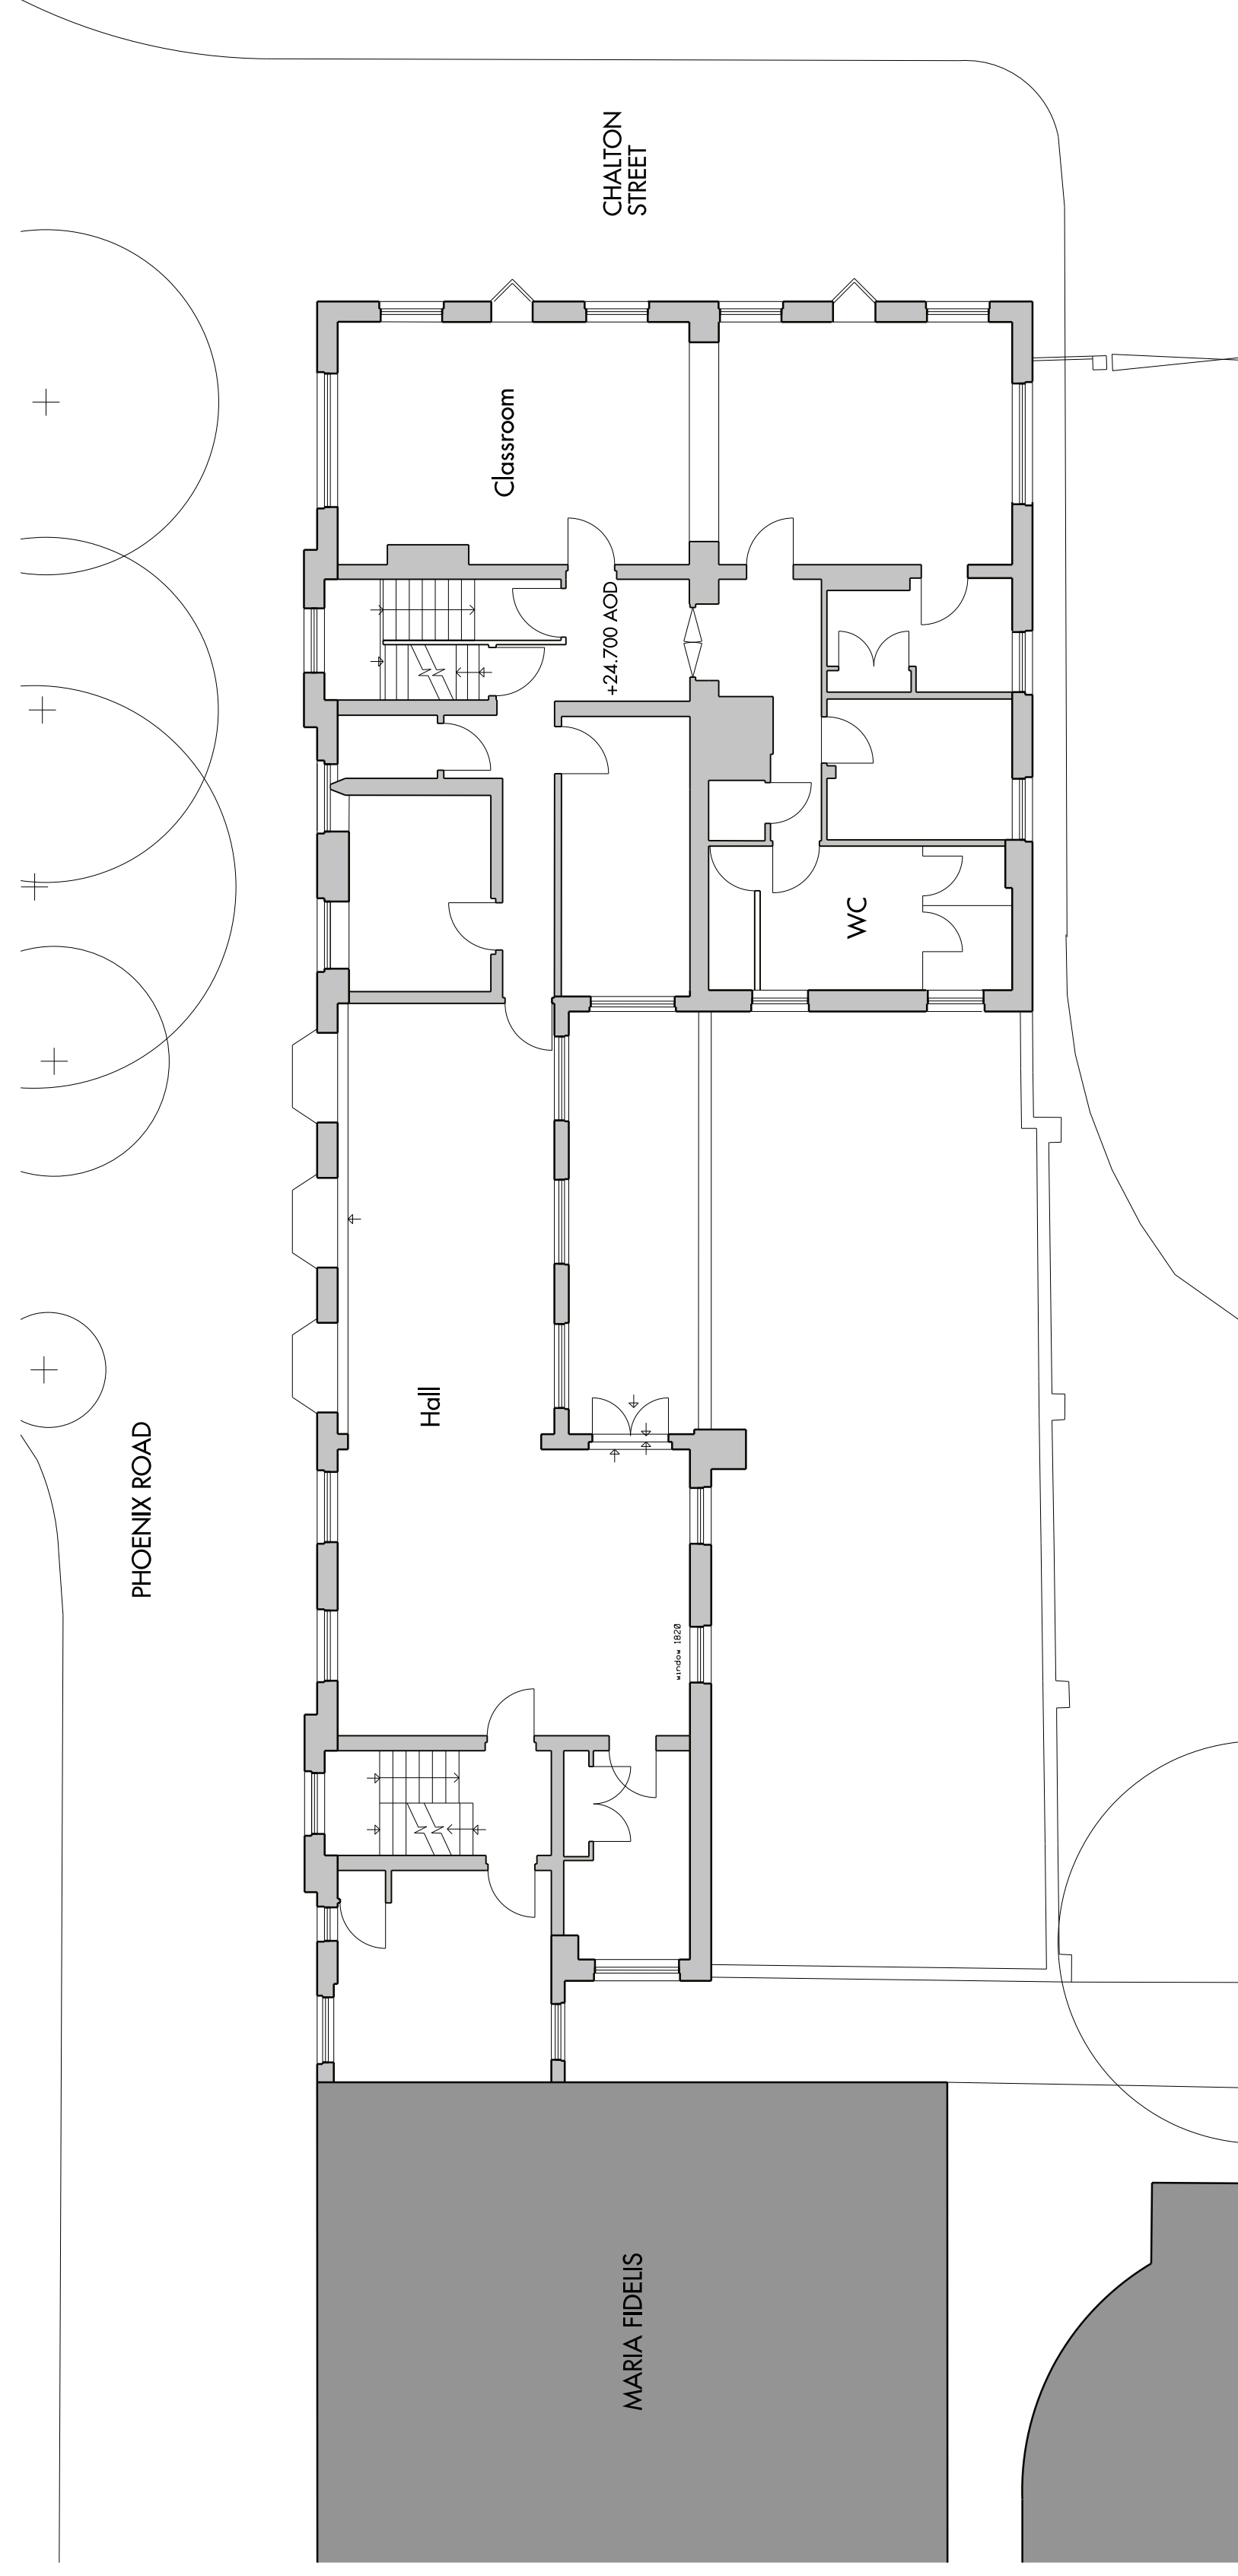 CHALTON
STREET
Classroom
+24.700 AOD
WC
Hall
PHOENIX ROAD
window 1820
MARIA FIDELIS